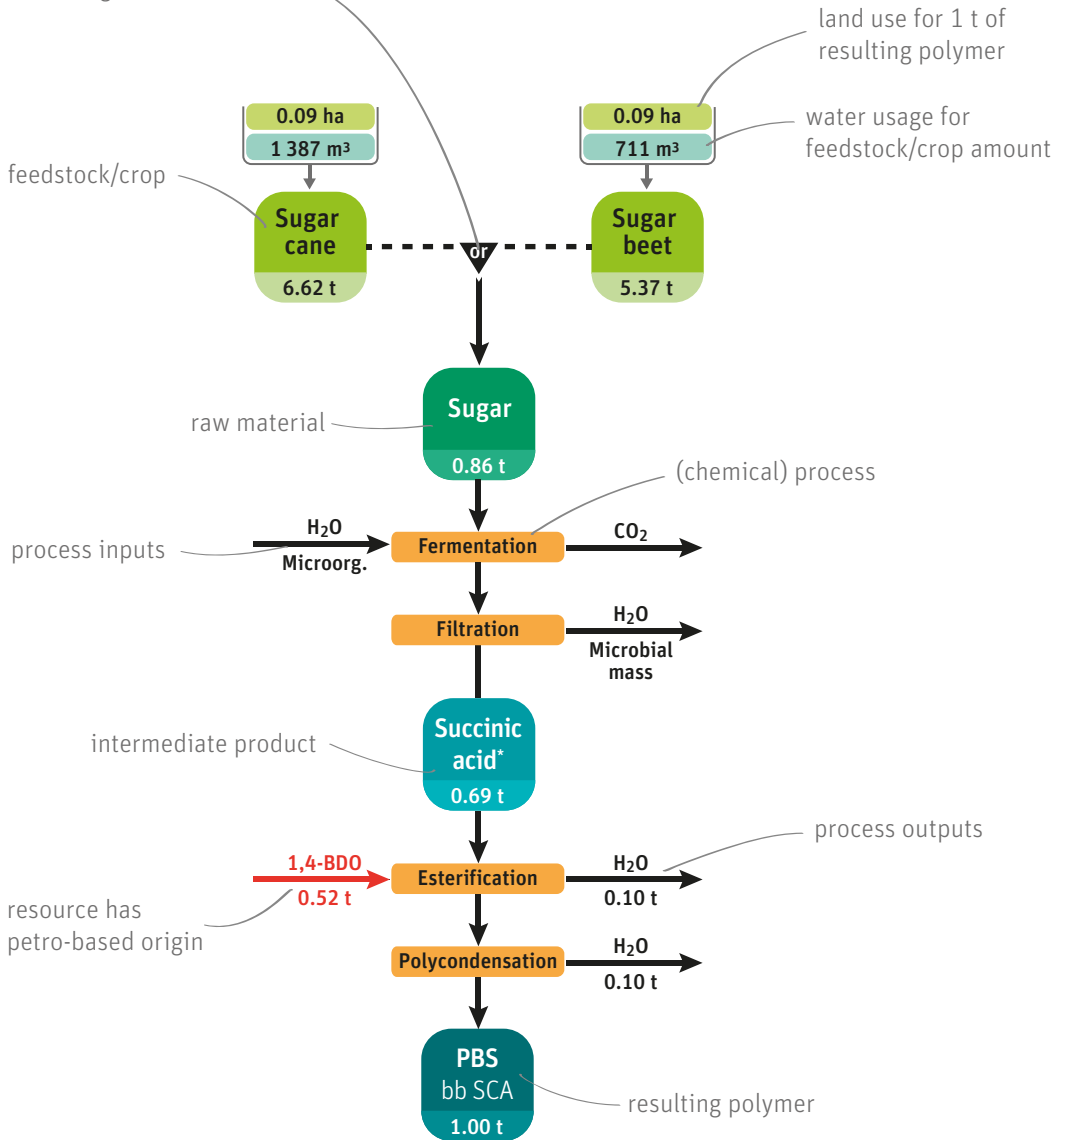 land use for 1 t of
resulting polymer
0.09 ha
1 387 m³
0.09 ha
711 m³
water usage for
feedstock/crop amount
feedstock/crop
Sugar
cane
6.62 t
or
Sugar
beet
5.37 t
Sugar
0.86 t
raw material
(chemical) process
process inputs
H₂O
Microorg.
Fermentation
CO₂
Filtration
H₂O
Microbial
mass
Succinic
acid*
0.69 t
intermediate product
process outputs
1,4-BDO
0.52 t
Esterification
H₂O
0.10 t
resource has
petro-based origin
Polycondensation
H₂O
0.10 t
PBS
bb SCA
1.00 t
resulting polymer